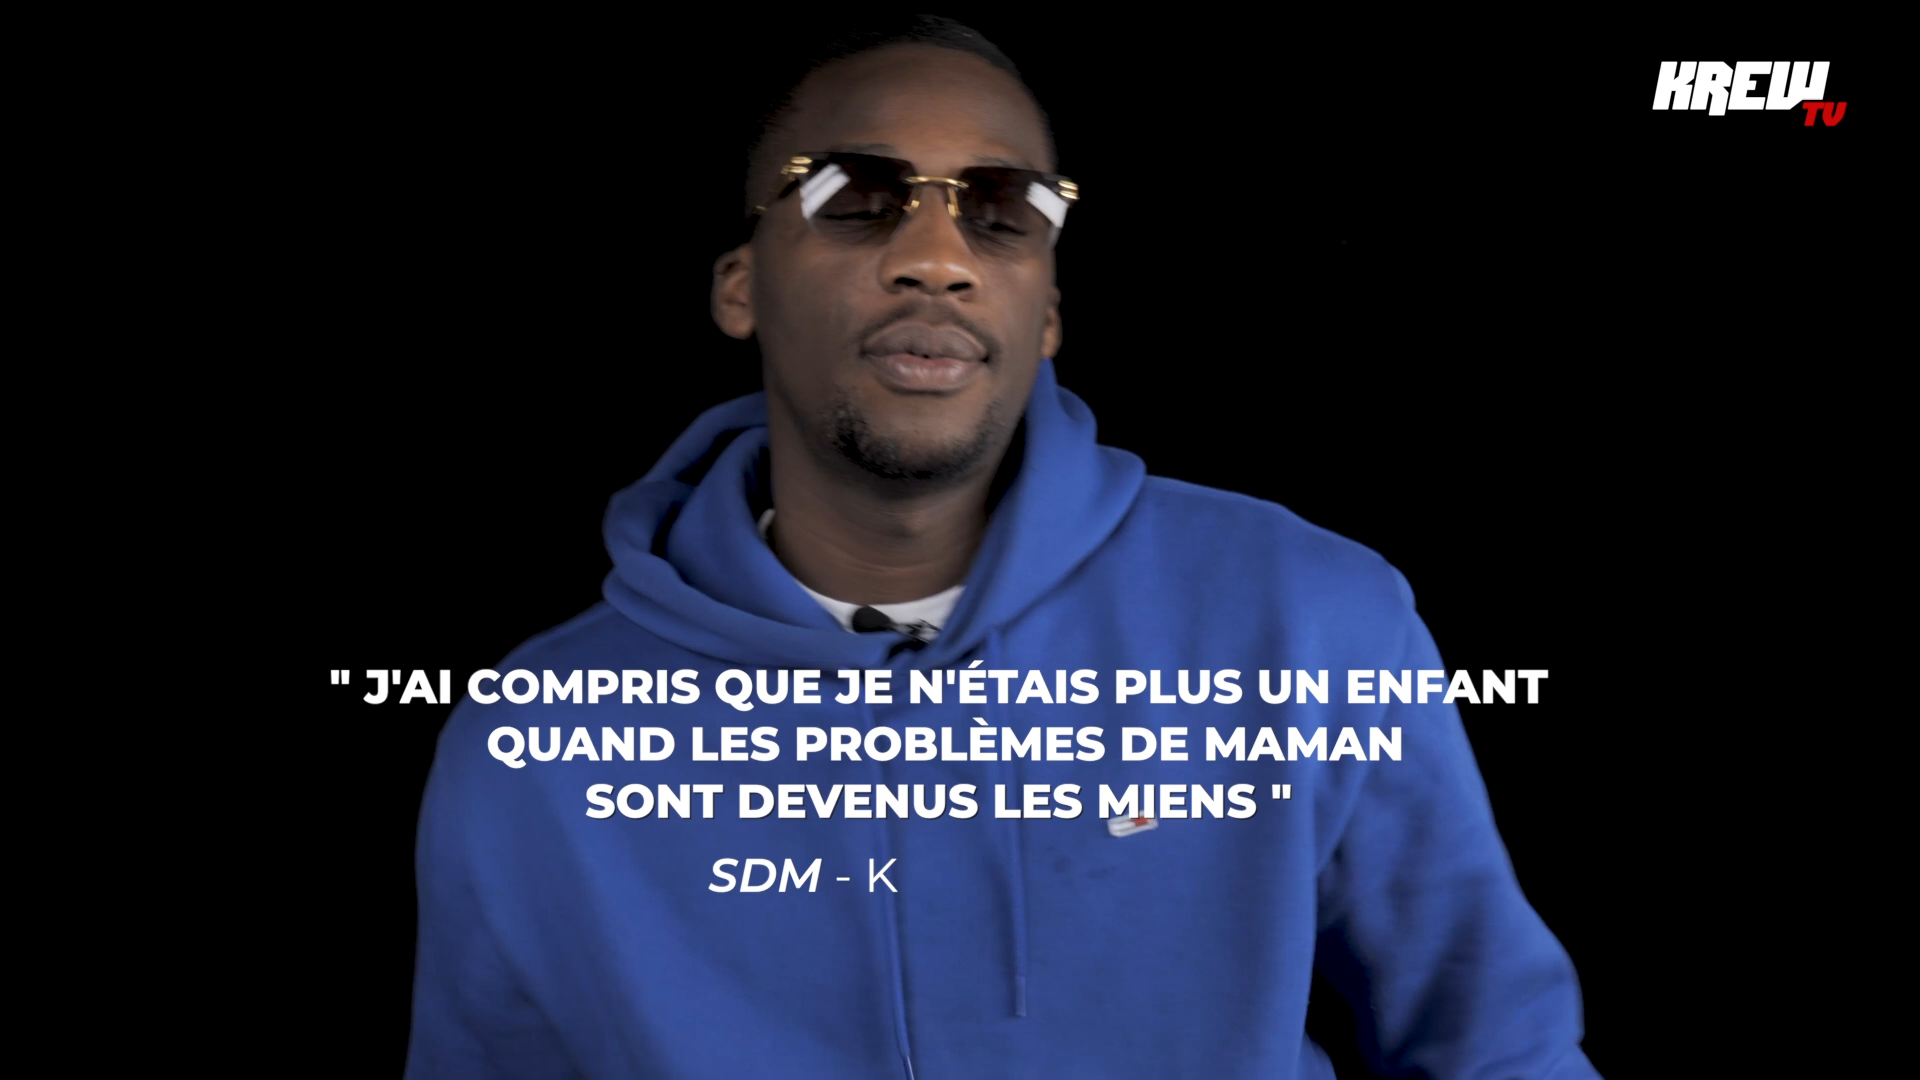 KREW
TV
" J'AI COMPRIS QUE JE N'ÉTAIS PLUS UN ENFANT
QUAND LES PROBLÈMES DE MAMAN
SONT DEVENUS LES MIENS "
SDM - K